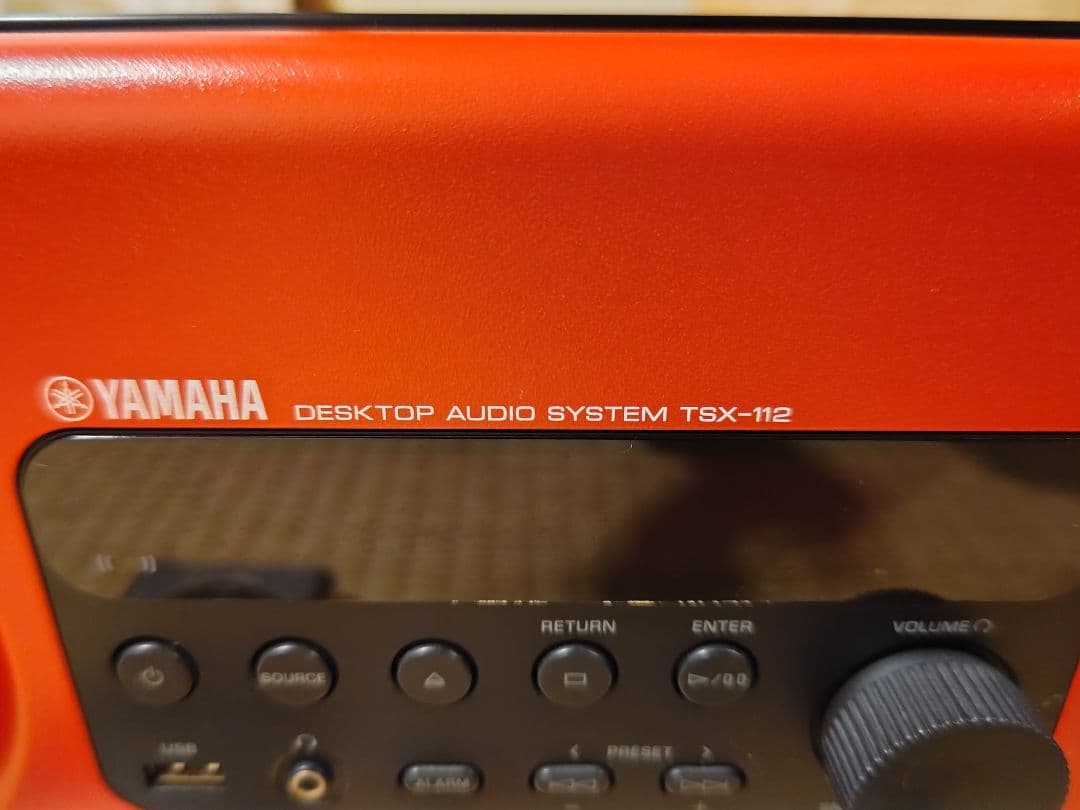 YAMAHA DESKTOP AUDIO SYSTEM TSX-112
RETURN ENTER VOLUME
SOURCE
USB
PRESET
ALARM